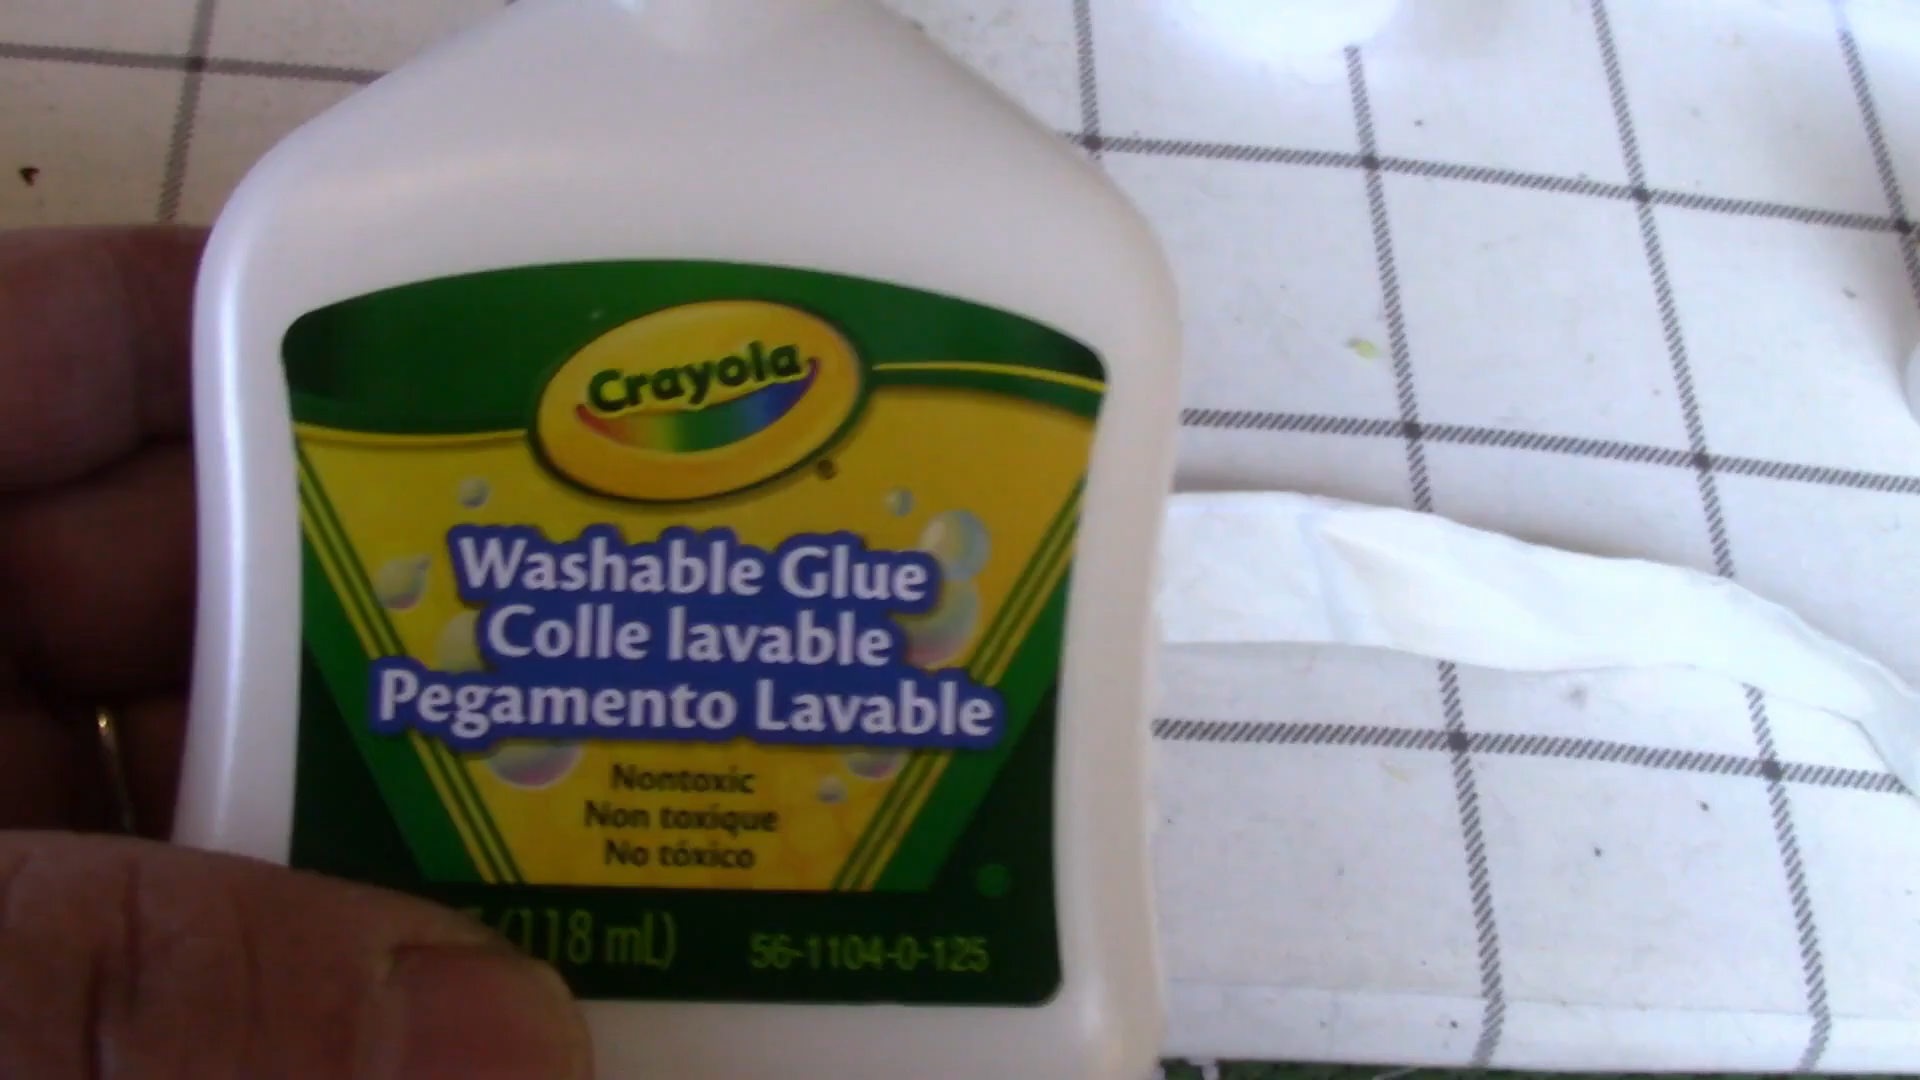 Crayola
®
Washable Glue
Colle lavable
Pegamento Lavable
Nontoxic
Non toxique
No tóxico
(118 mL) 56-1104-0-125